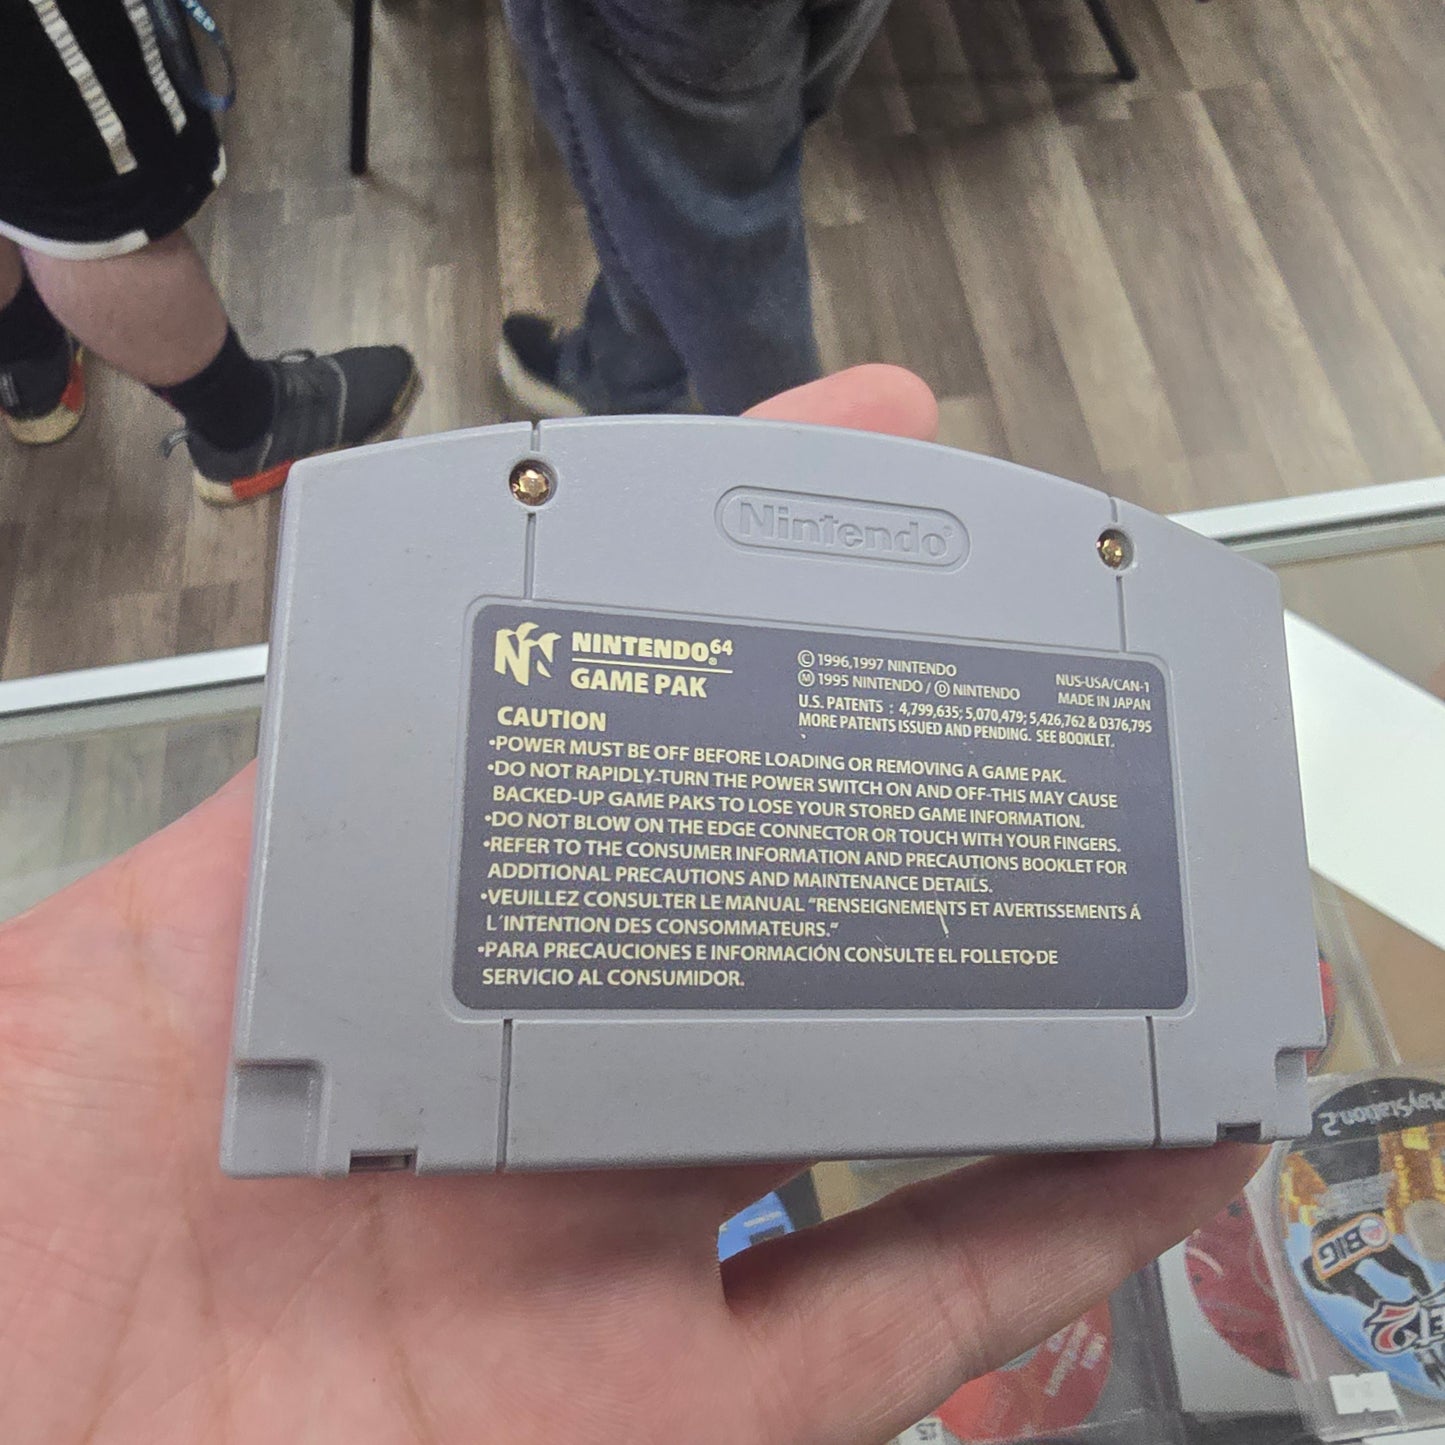 Nintendo
NINTENDO64
GAME PAK
© 1996,1997 NINTENDO
Ⓜ 1995 NINTENDO / Ⓓ NINTENDO
NUS-USA/CAN-1
MADE IN JAPAN
U.S. PATENTS : 4,799,635; 5,070,479; 5,426,762 & D376,795
MORE PATENTS ISSUED AND PENDING. SEE BOOKLET.
CAUTION
•POWER MUST BE OFF BEFORE LOADING OR REMOVING A GAME PAK.
•DO NOT RAPIDLY TURN THE POWER SWITCH ON AND OFF-THIS MAY CAUSE
BACKED-UP GAME PAKS TO LOSE YOUR STORED GAME INFORMATION.
•DO NOT BLOW ON THE EDGE CONNECTOR OR TOUCH WITH YOUR FINGERS.
•REFER TO THE CONSUMER INFORMATION AND PRECAUTIONS BOOKLET FOR
ADDITIONAL PRECAUTIONS AND MAINTENANCE DETAILS.
•VEUILLEZ CONSULTER LE MANUAL "RENSEIGNEMENTS ET AVERTISSEMENTS Á
L´INTENTION DES CONSOMMATEURS."
•PARA PRECAUCIONES E INFORMACIÓN CONSULTE EL FOLLETO DE
SERVICIO AL CONSUMIDOR.
PlayStation 2
BIG